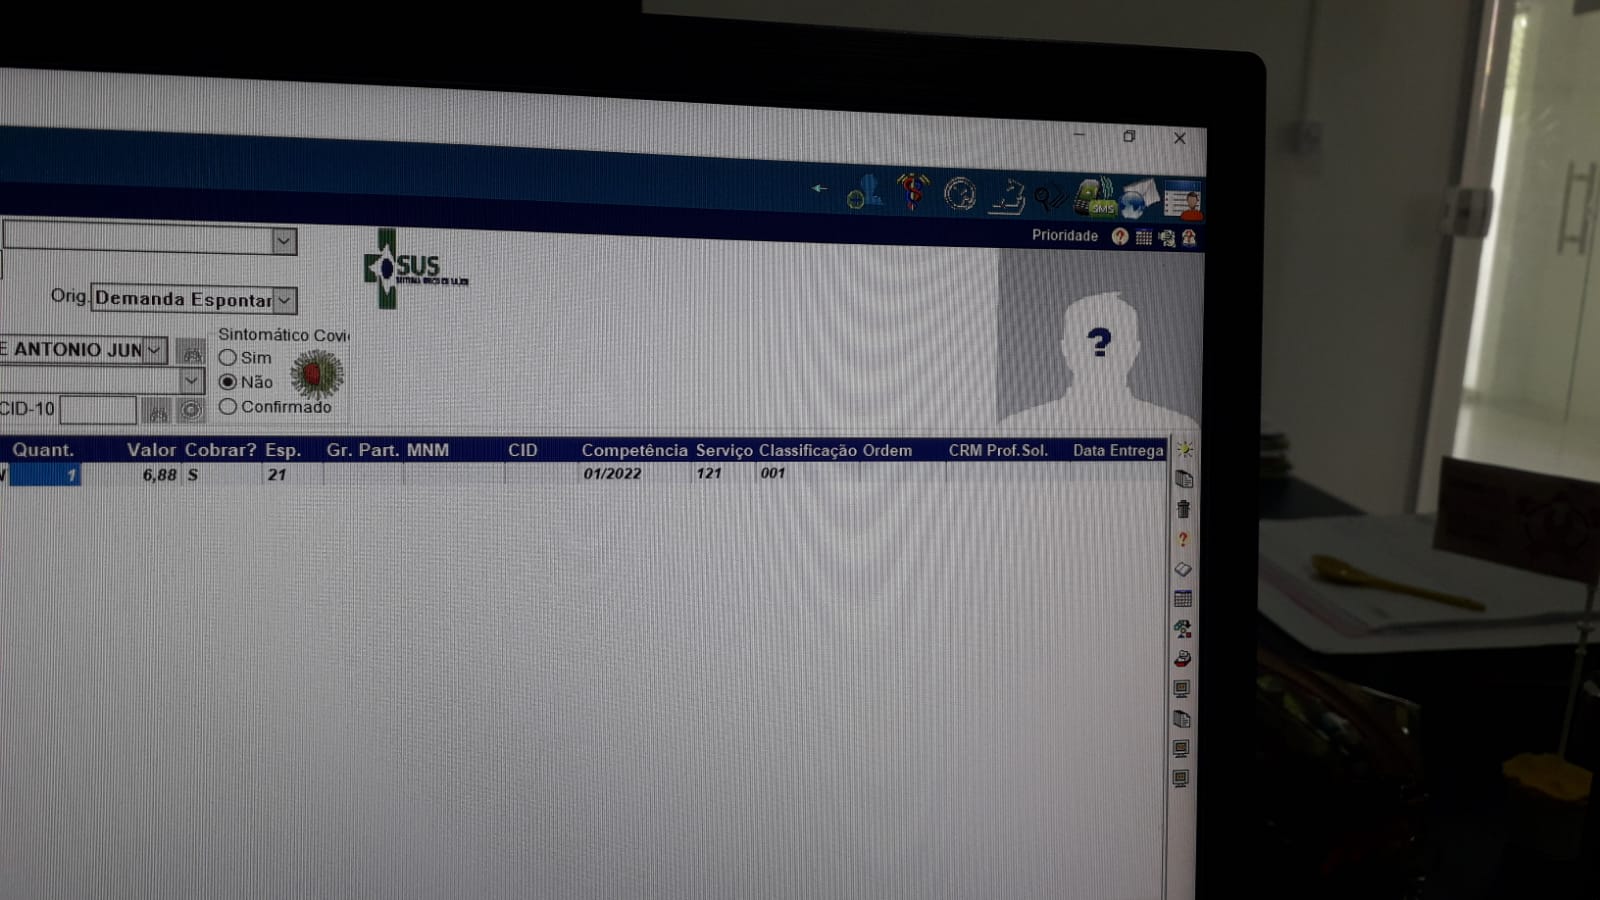 SMS
Prioridade
SUS
Orig. Demanda Espontar
E ANTONIO JUN
Sintomático Covi
Sim
Não
Confirmado
CID-10
Quant. Valor Cobrar? Esp. Gr. Part. MNM CID Competência Serviço Classificação Ordem CRM Prof.Sol. Data Entrega
1 6,88 S 21 01/2022 121 001